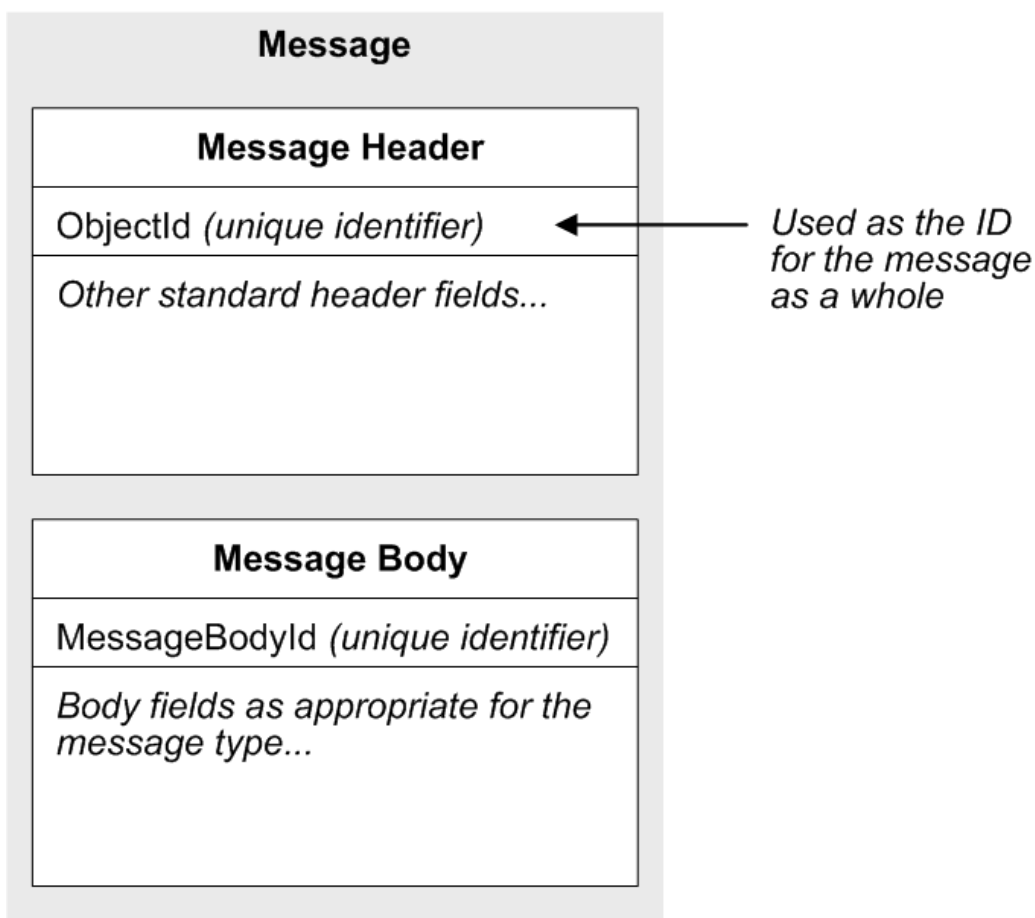 Message
Message Header
ObjectId (unique identifier)
Used as the ID
for the message
as a whole
Other standard header fields...
Message Body
MessageBodyId (unique identifier)
Body fields as appropriate for the
message type...